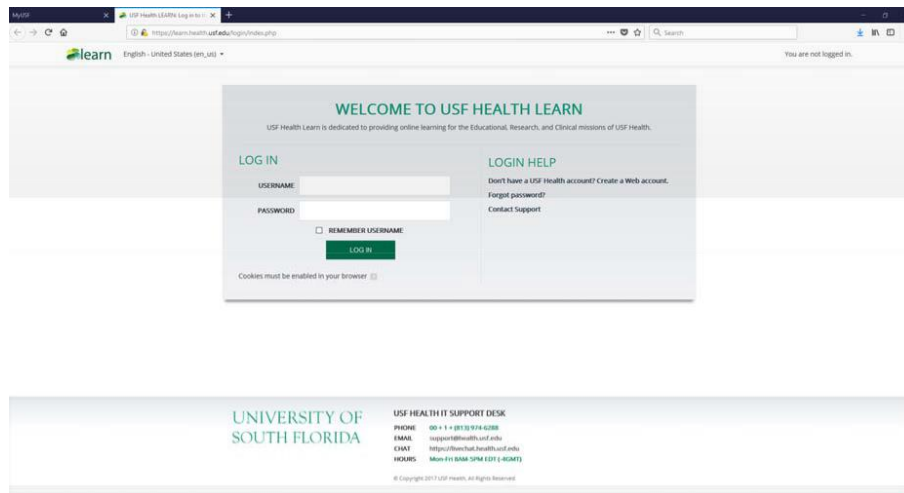 MyUSF
USF Health LEARN: Log in to
https://learn.health.usf.edu/login/index.php
Search
learn
English - United States (en_us)
You are not logged in.
WELCOME TO USF HEALTH LEARN
USF Health Learn is dedicated to providing online learning for the Educational, Research, and Clinical missions of USF Health.
LOG IN
USERNAME
PASSWORD
REMEMBER USERNAME
LOG IN
Cookies must be enabled in your browser
LOGIN HELP
Don't have a USF Health account? Create a Web account.
Forgot password?
Contact Support
UNIVERSITY OF
SOUTH FLORIDA
USF HEALTH IT SUPPORT DESK
PHONE 00 + 1 + (813) 974-6288
EMAIL support@health.usf.edu
CHAT https://livechat.health.usf.edu
HOURS Mon-Fri 8AM-5PM EDT (-4GMT)
© Copyright 2017 USF Health, All Rights Reserved